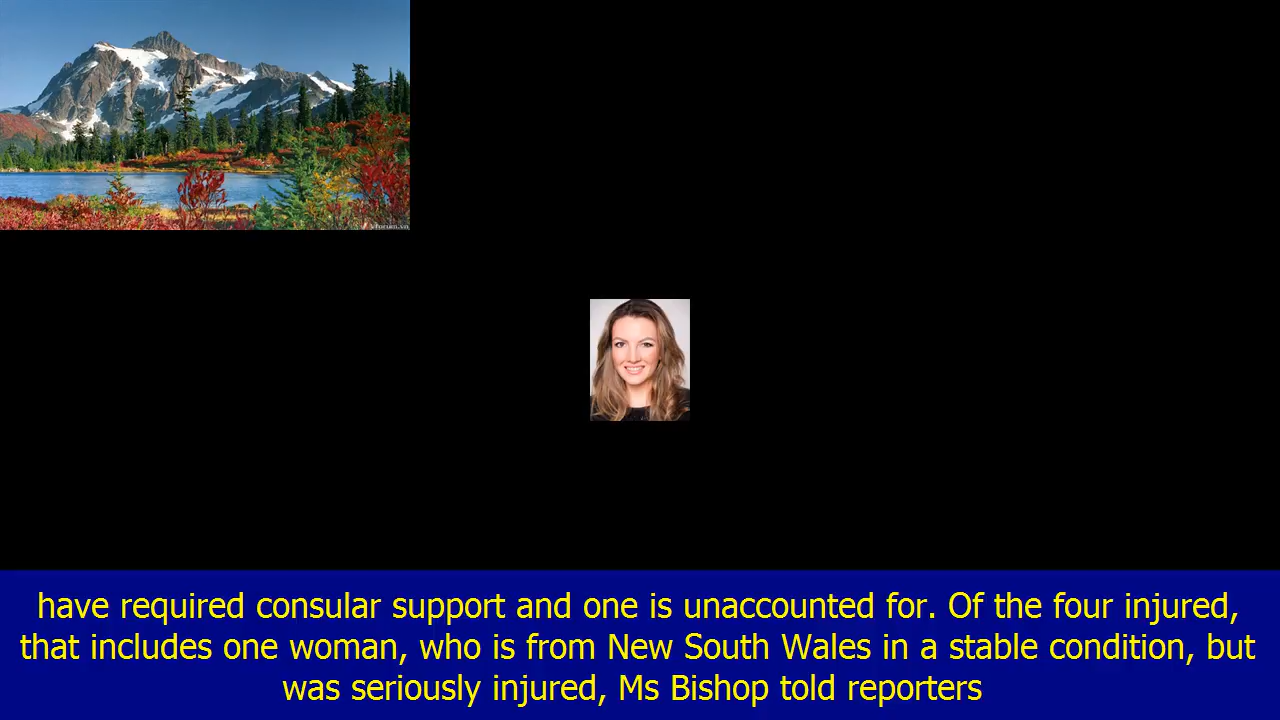 have required consular support and one is unaccounted for. Of the four injured,
that includes one woman, who is from New South Wales in a stable condition, but
was seriously injured, Ms Bishop told reporters